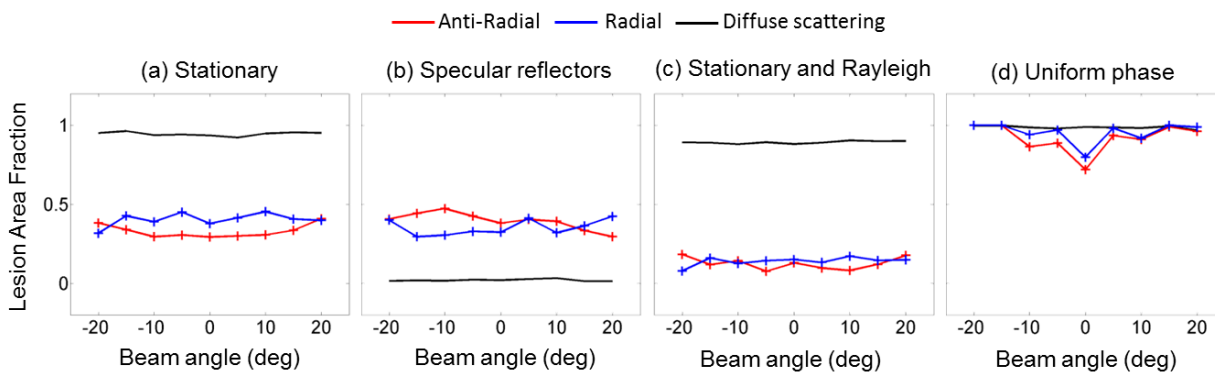 Anti-Radial Radial Diffuse scattering
(a) Stationary (b) Specular reflectors (c) Stationary and Rayleigh (d) Uniform phase
Lesion Area Fraction
1
0.5
0
-20 -10 0 10 20 -20 -10 0 10 20 -20 -10 0 10 20 -20 -10 0 10 20
Beam angle (deg) Beam angle (deg) Beam angle (deg) Beam angle (deg)